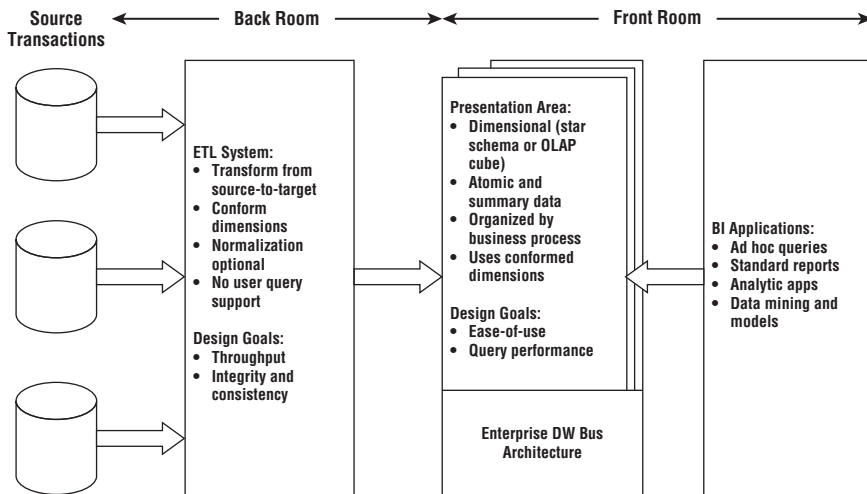 Source
Transactions
Back Room
Front Room
ETL System:
• Transform from
source-to-target
• Conform
dimensions
• Normalization
optional
• No user query
support
Design Goals:
• Throughput
• Integrity and
consistency
Presentation Area:
• Dimensional (star
schema or OLAP
cube)
• Atomic and
summary data
• Organized by
business process
• Uses conformed
dimensions
Design Goals:
• Ease-of-use
• Query performance
Enterprise DW Bus
Architecture
BI Applications:
• Ad hoc queries
• Standard reports
• Analytic apps
• Data mining and
models